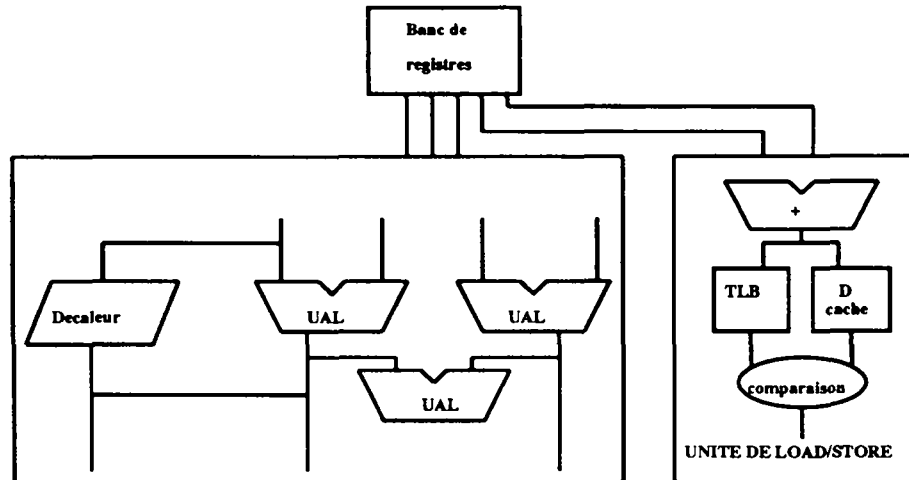 Banc de
registres
+
TLB
D
cache
Decaleur
UAL
UAL
UAL
comparaison
UNITE DE LOAD/STORE